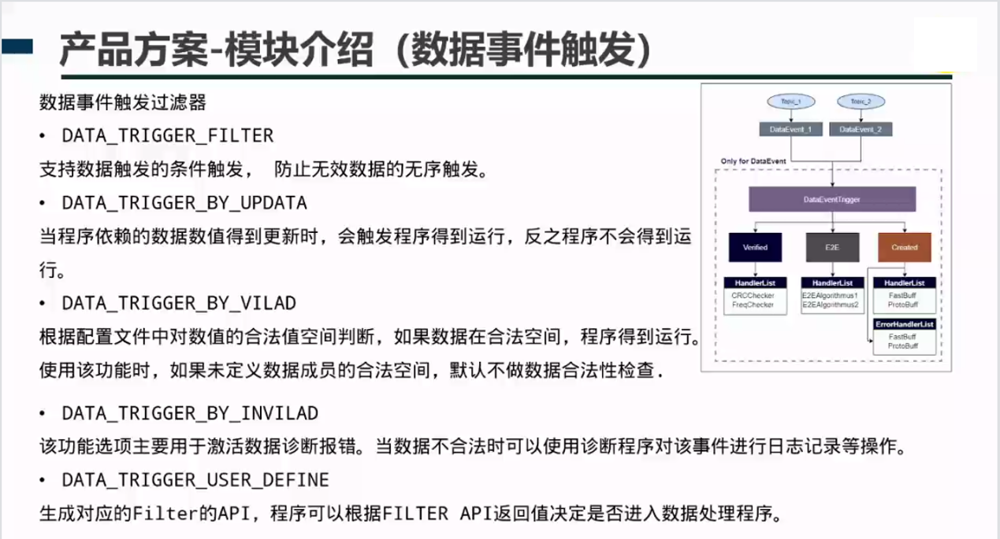 产品方案-模块介绍（数据事件触发）
数据事件触发过滤器
• DATA_TRIGGER_FILTER
支持数据触发的条件触发， 防止无效数据的无序触发。
• DATA_TRIGGER_BY_UPDATA
当程序依赖的数据数值得到更新时，会触发程序得到运行，反之程序不会得到运
行。
• DATA_TRIGGER_BY_VILAD
根据配置文件中对数值的合法值空间判断，如果数据在合法空间，程序得到运行。
使用该功能时，如果未定义数据成员的合法空间，默认不做数据合法性检查.
• DATA_TRIGGER_BY_INVILAD
该功能选项主要用于激活数据诊断报错。当数据不合法时可以使用诊断程序对该事件进行日志记录等操作。
• DATA_TRIGGER_USER_DEFINE
生成对应的Filter的API，程序可以根据FILTER API返回值决定是否进入数据处理程序。
Topic_1
Topic_2
DataEvent_1
DataEvent_2
Only for DataEvent
DataEventTrigger
Verified
E2E
Created
HandlerList
CRCChecker
FreqChecker
HandlerList
E2EAlgorithmus1
E2EAlgorithmus2
HandlerList
FastBuff
ProtoBuff
ErrorHandlerList
FastBuff
ProtoBuff